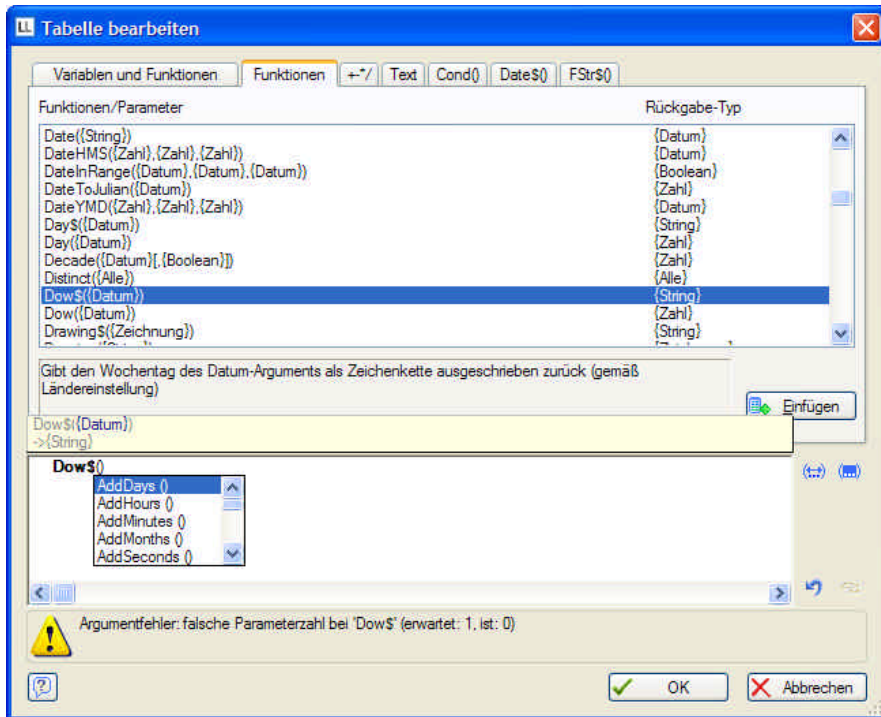 LL Tabelle bearbeiten
Variablen und Funktionen Funktionen +-*/ Text Cond() Date$() FStr$()
Funktionen/Parameter Rückgabe-Typ
Date({String}) {Datum}
DateHMS({Zahl},{Zahl},{Zahl}) {Datum}
DateInRange({Datum},{Datum},{Datum}) {Boolean}
DateToJulian({Datum}) {Zahl}
DateYMD({Zahl},{Zahl},{Zahl}) {Datum}
Day$({Datum}) {String}
Day({Datum}) {Zahl}
Decade({Datum}[,{Boolean}]) {Zahl}
Distinct({Alle}) {Alle}
Dow$({Datum}) {String}
Dow({Datum}) {Zahl}
Drawing$({Zeichnung}) {String}
Gibt den Wochentag des Datum-Arguments als Zeichenkette ausgeschrieben zurück (gemäß
Ländereinstellung)
Einfügen
Dow$({Datum})
->{String}
Dow$()
AddDays ()
AddHours ()
AddMinutes ()
AddMonths ()
AddSeconds ()
Argumentfehler: falsche Parameterzahl bei 'Dow$' (erwartet: 1, ist: 0)
OK Abbrechen